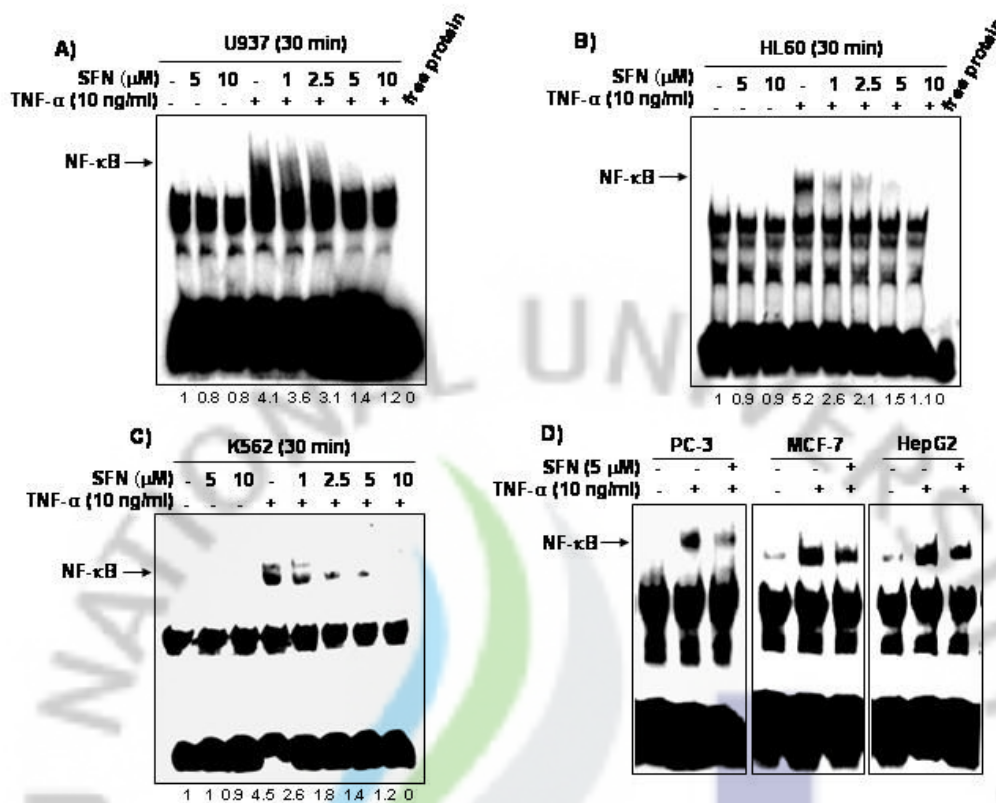 A)
U937 (30 min)
SFN (μM) - 5 10 - 1 2.5 5 10 free protein
TNF-α (10 ng/ml) - - - + + + + +
NF-κB
1 0.8 0.8 4.1 3.6 3.1 1.4 1.2 0
B)
HL60 (30 min)
SFN (μM) - 5 10 - 1 2.5 5 10 free protein
TNF-α (10 ng/ml) - - - + + + + +
NF-κB
1 0.9 0.9 5.2 2.6 2.1 1.5 1.1 0
C)
K562 (30 min)
SFN (μM) - 5 10 - 1 2.5 5 10
TNF-α (10 ng/ml) - - - + + + + +
NF-κB
1 1 0.9 4.5 2.6 1.8 1.4 1.2 0
D)
PC-3 MCF-7 HepG2
SFN (5 μM) - - + - - + - - +
TNF-α (10 ng/ml) - + + - + + - + +
NF-κB
NATIONAL UNIVERS